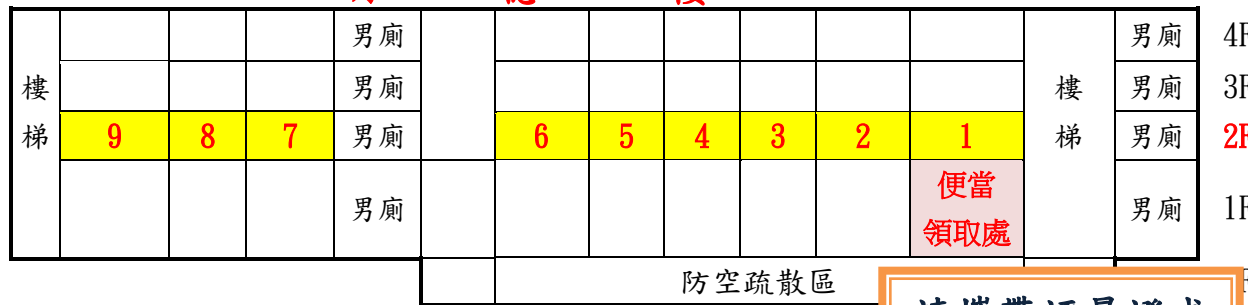 男廁 男廁 4F
樓 男廁 樓 男廁 3F
梯 9 8 7 男廁 6 5 4 3 2 1 梯 男廁 2F
便當
男廁 男廁 1F
領取處
防空疏散區